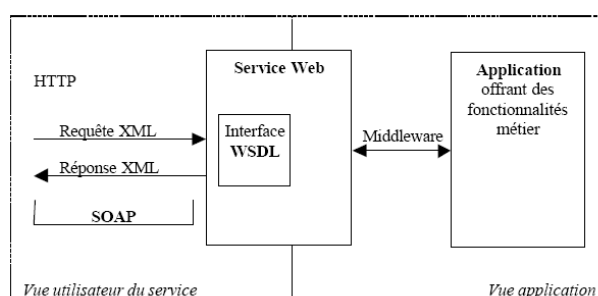 HTTP
Requête XML
Réponse XML
SOAP
Service Web
Interface
WSDL
Middleware
Application
offrant des
fonctionnalités
métier
Vue utilisateur du service
Vue application